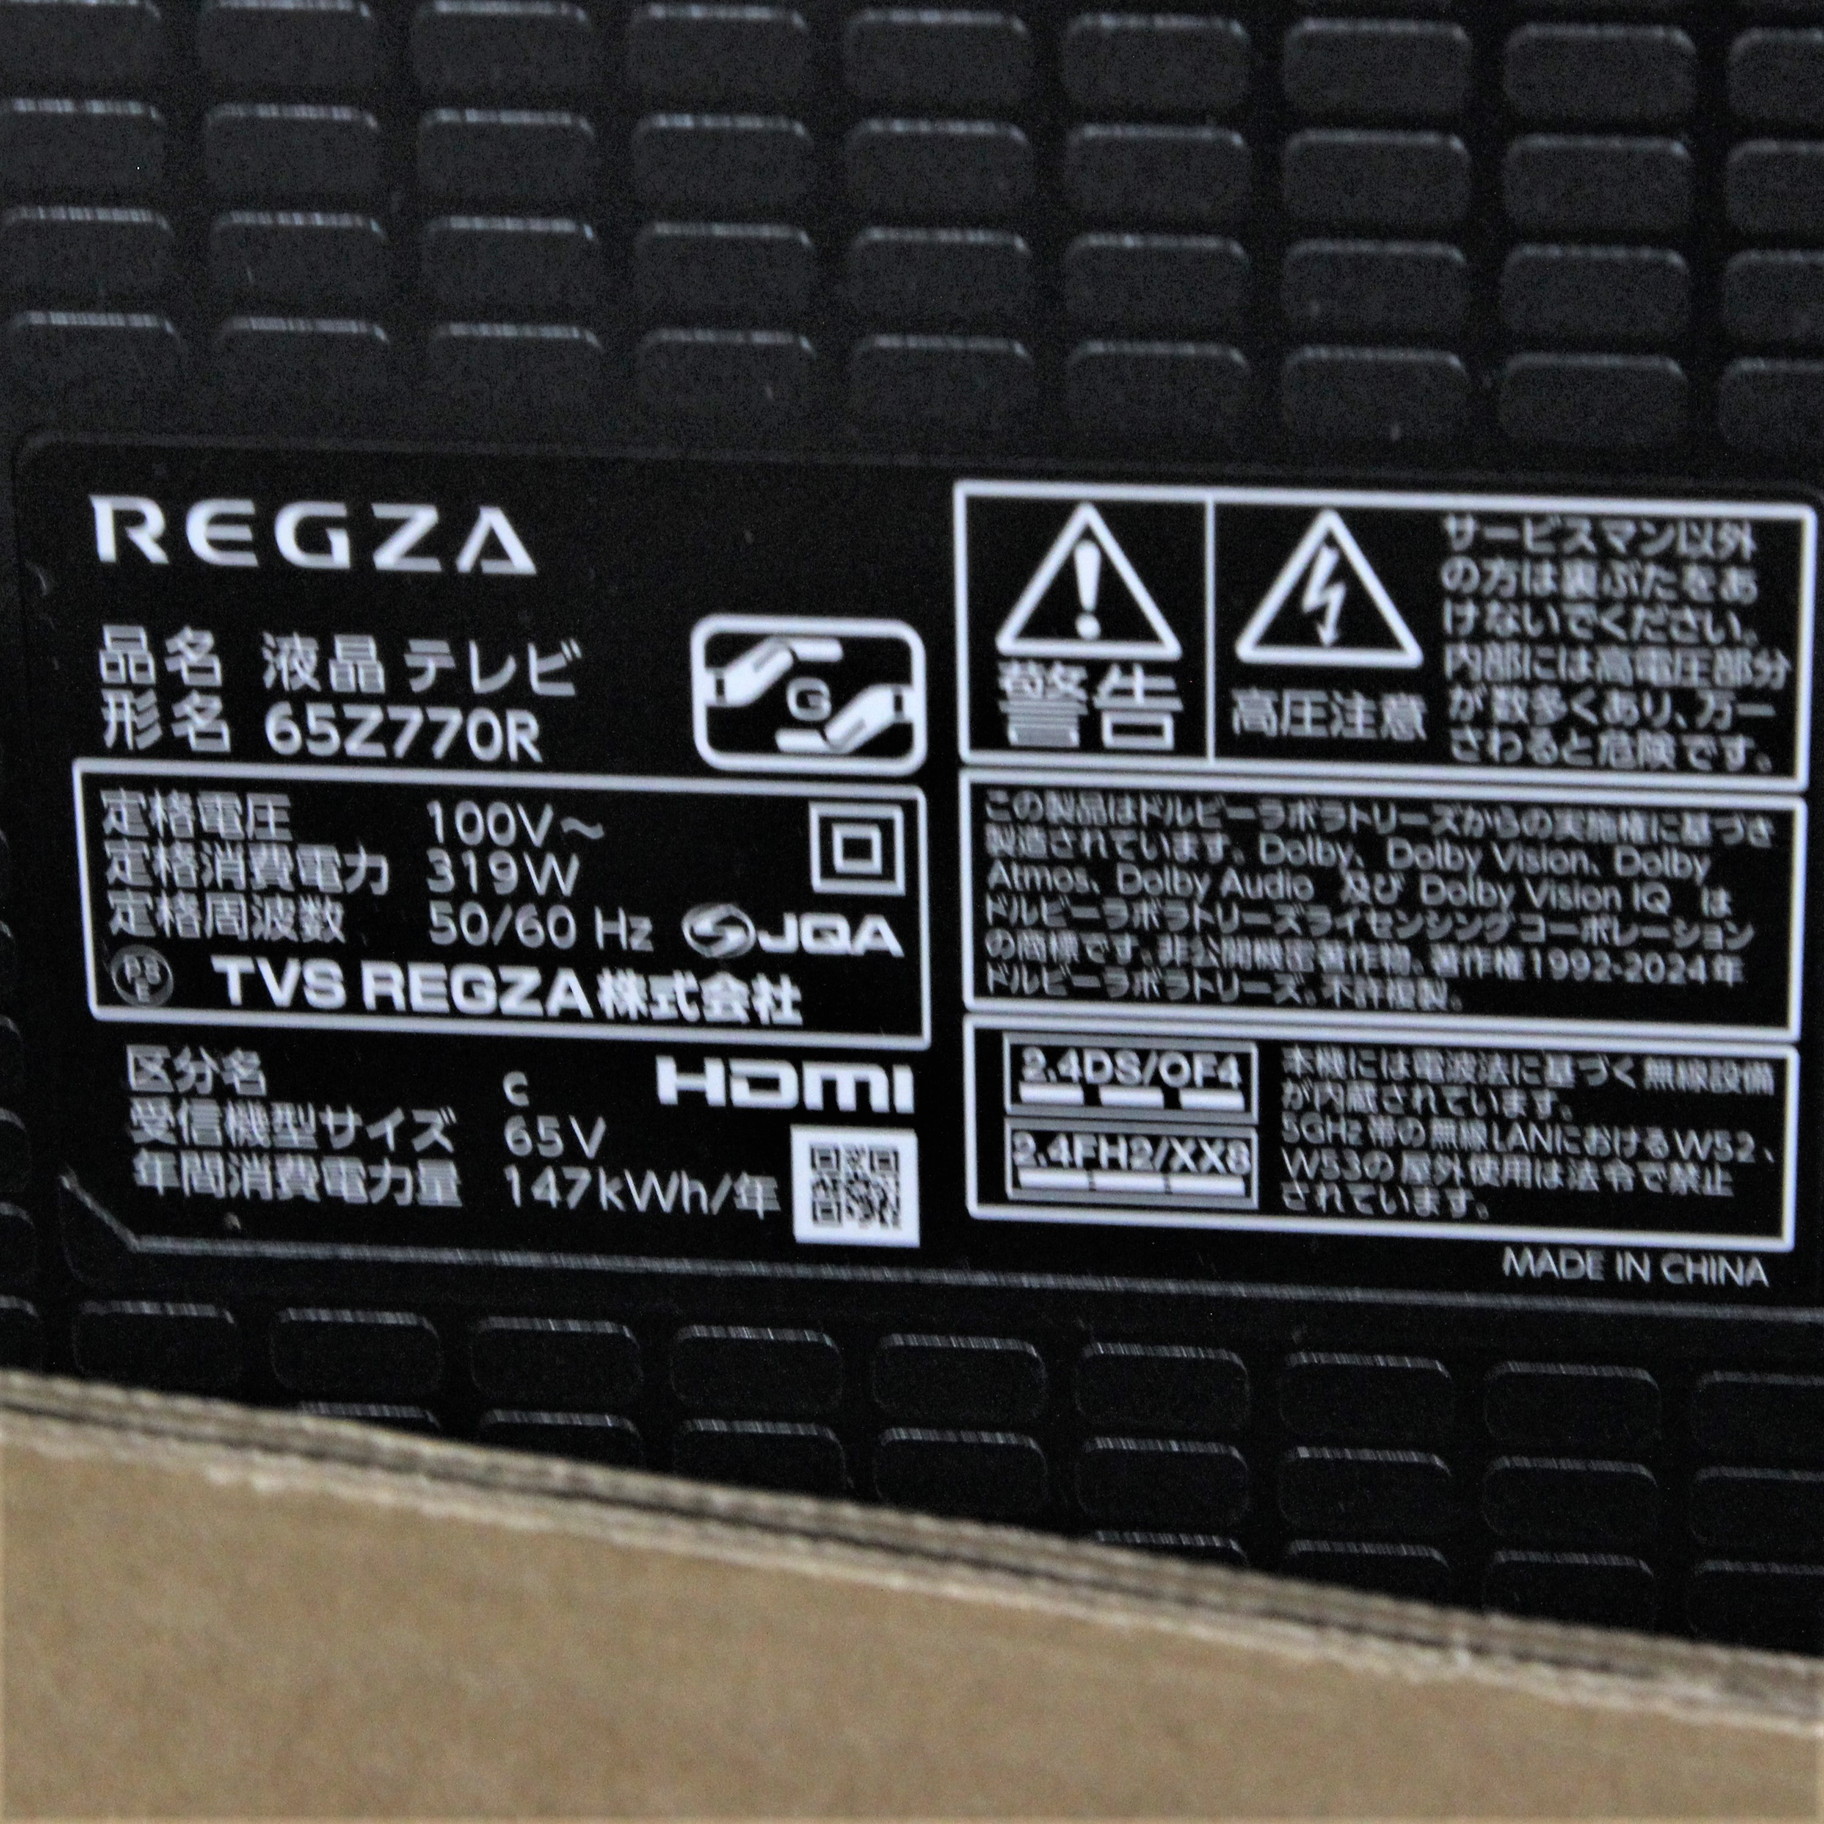 REGZA
品名 液晶テレビ
形名 65Z770R
G
定格電圧 100V～
定格消費電力 319W
定格周波数 50/60 Hz
JQA
PSE
TVS REGZA株式会社
区分名 c
受信機型サイズ 65V
年間消費電力量 147kWh/年
HDMI
警告
高圧注意
サービスマン以外
の方は裏ぶたをあ
けないでください。
内部には高電圧部分
が数多くあり、万一
さわると危険です。
この製品はドルビーラボラトリーズからの実施権に基づき
製造されています。Dolby、Dolby Vision、Dolby
Atmos、Dolby Audio 及び Dolby Vision IQ は
ドルビーラボラトリーズライセンシングコーポレーション
の商標です。非公開機密著作物。著作権1992-2024年
ドルビーラボラトリーズ。不許複製。
2.4DS/OF4
2.4FH2/XX8
本機には電波法に基づく無線設備
が内蔵されています。
5GHz帯の無線LANにおけるW52、
W53の屋外使用は法令で禁止
されています。
MADE IN CHINA